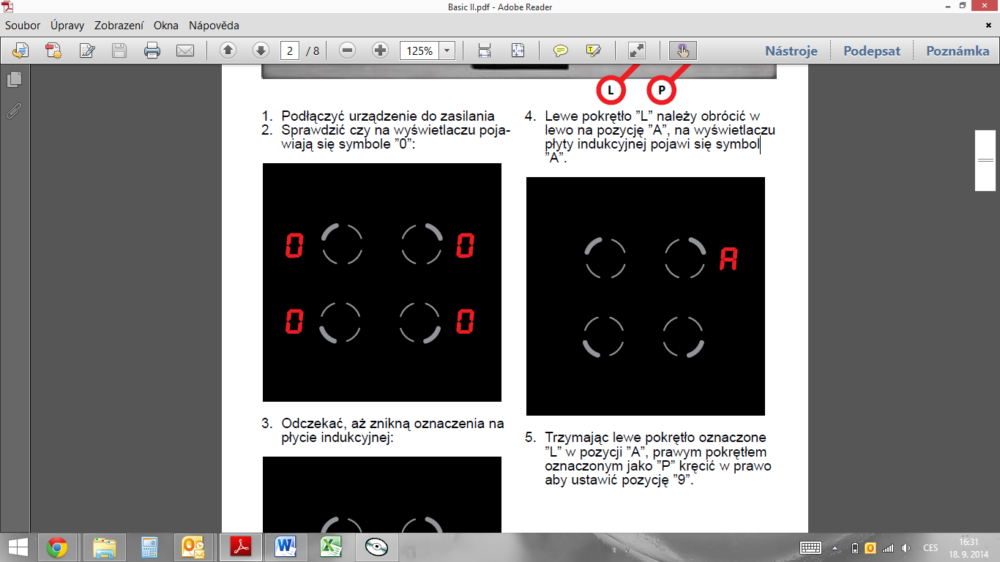 Basic II.pdf - Adobe Reader
Soubor Úpravy Zobrazení Okna Nápověda
2 / 8 125% Nástroje Podepsat Poznámka
L P
1. Podłączyć urządzenie do zasilania
2. Sprawdzić czy na wyświetlaczu poja-
wiają się symbole ”0”:
0 0
0 0
3. Odczekać, aż znikną oznaczenia na
płycie indukcyjnej:
4. Lewe pokrętło ”L” należy obrócić w
lewo na pozycję ”A”, na wyświetlaczu
płyty indukcyjnej pojawi się symbol
”A”.
A
5. Trzymając lewe pokrętło oznaczone
”L” w pozycji ”A”, prawym pokrętłem
oznaczonym jako ”P” kręcić w prawo
aby ustawić pozycję ”9”.
CES
16:31
18. 9. 2014